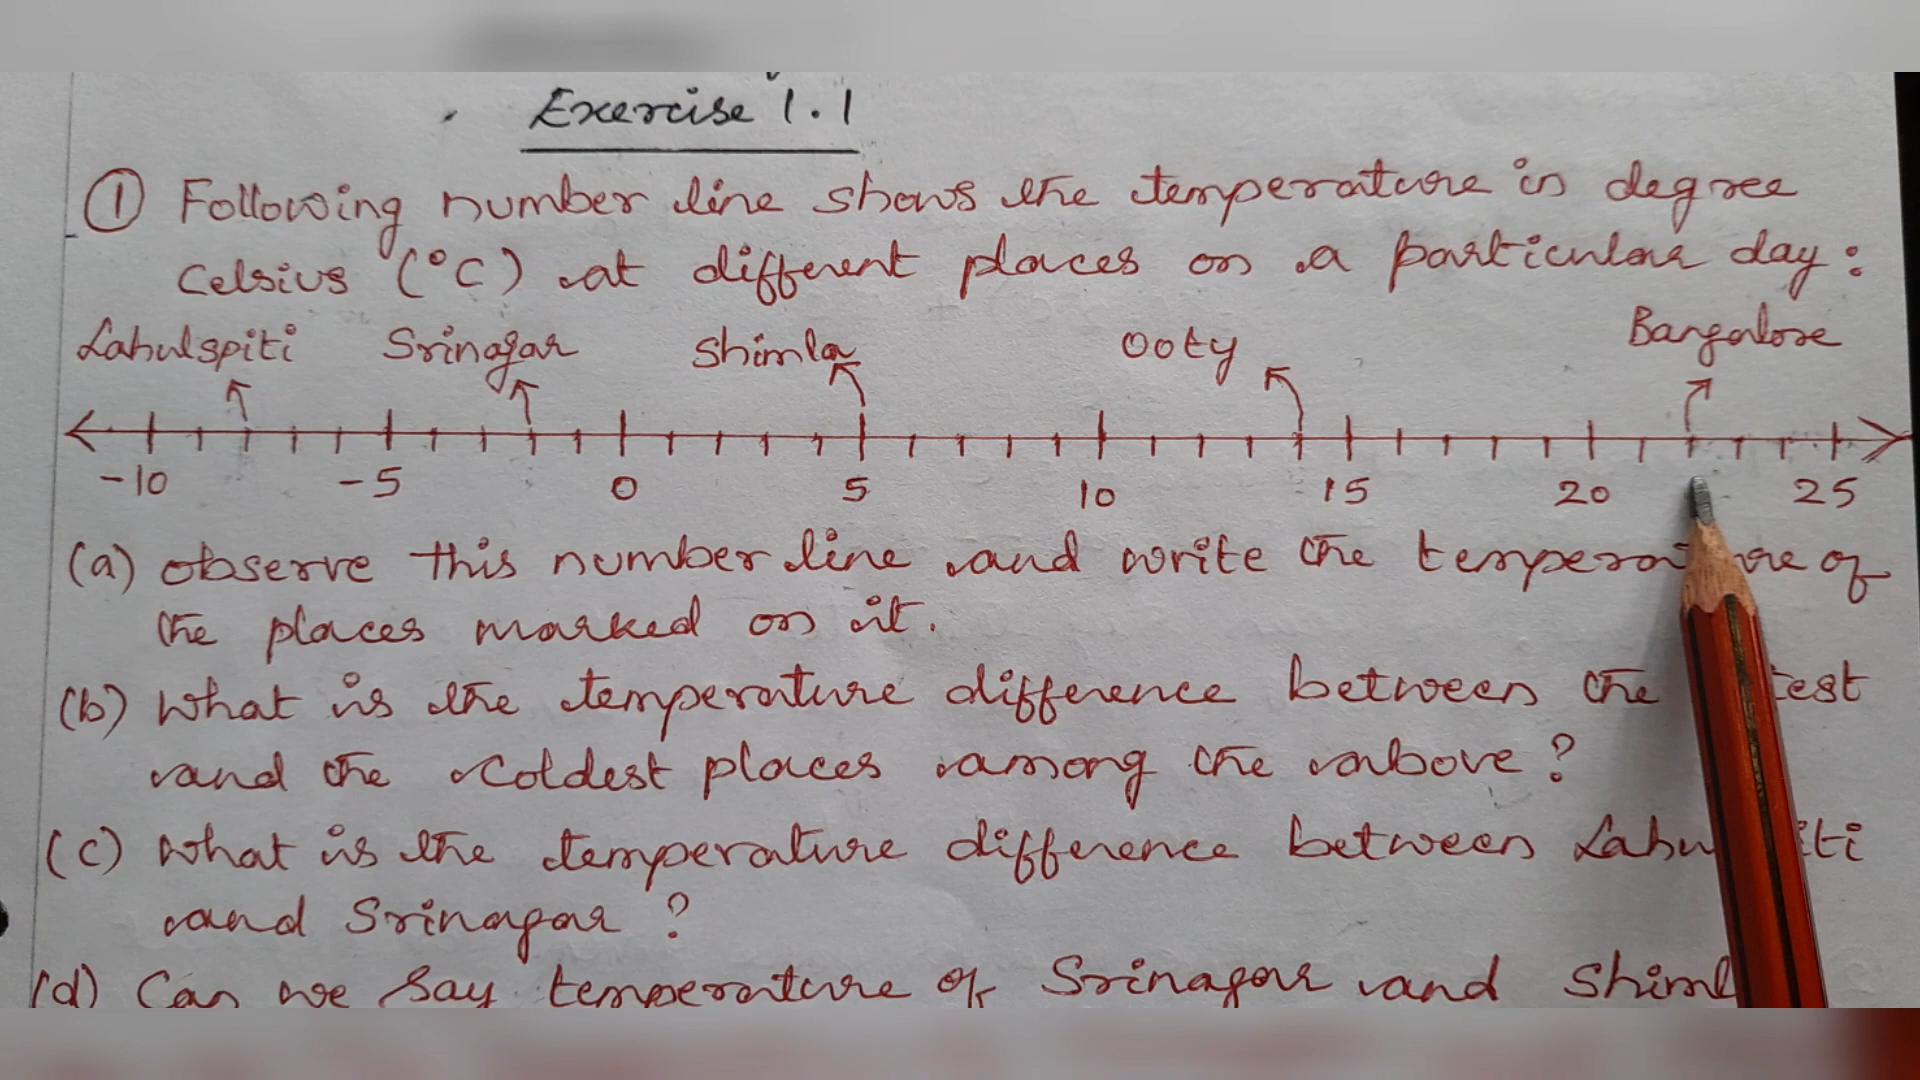 Exercise 1.1
① Following number line shows the temperature in degree
Celsius (°C) at different places on a particular day:
Lahulspiti Srinagar Shimla Ooty Bangalore
-10 -5 0 5 10 15 20 25
(a) observe this number line and write the of
the places marked on it.
(b) What is the temperature difference between the
and the Coldest places among the above?
(c) What is the temperature difference between
and Srinagar?
(d) Can we Say temperature of Srinagar and